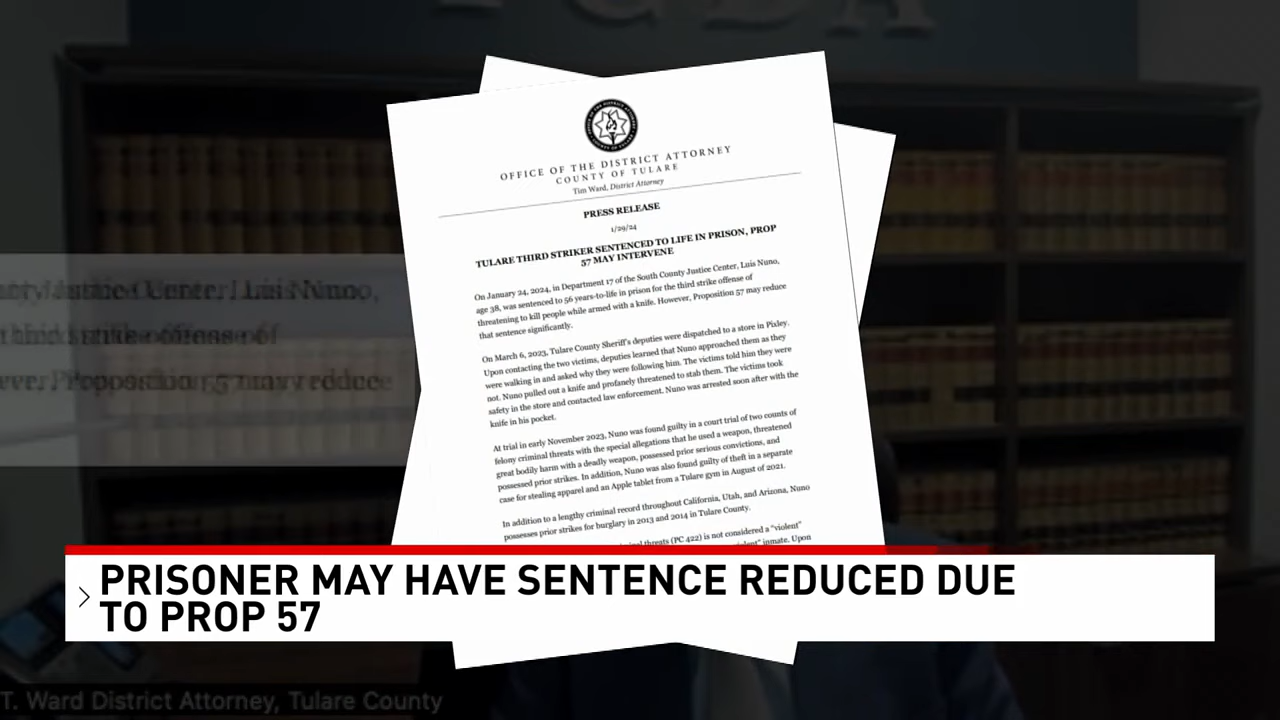 OFFICE OF THE DISTRICT ATTORNEY
COUNTY OF TULARE
Tim Ward, District Attorney
PRESS RELEASE
1/29/24
TULARE THIRD STRIKER SENTENCED TO LIFE IN PRISON, PROP
57 MAY INTERVENE
On January 24, 2024, in Department 17 of the South County Justice Center, Luis Nuno,
age 38, was sentenced to 56 years-to-life in prison for the third strike offense of
threatening to kill people while armed with a knife. However, Proposition 57 may reduce
that sentence significantly.
On March 6, 2023, Tulare County Sheriff's deputies were dispatched to a store in Pixley.
Upon contacting the two victims, deputies learned that Nuno approached them as they
were walking in and asked why they were following him. The victims told him they were
not. Nuno pulled out a knife and profanely threatened to stab them. The victims took
safety in the store and contacted law enforcement. Nuno was arrested soon after with the
knife in his pocket.
At trial in early November 2023, Nuno was found guilty in a court trial of two counts of
felony criminal threats with the special allegations that he used a weapon, threatened
great bodily harm with a deadly weapon, possessed prior serious convictions, and
possessed prior strikes. In addition, Nuno was also found guilty of theft in a separate
case for stealing apparel and an Apple tablet from a Tulare gym in August of 2021.
In addition to a lengthy criminal record throughout California, Utah, and Arizona, Nuno
possesses prior strikes for burglary in 2013 and 2014 in Tulare County.
threats (PC 422) is not considered a "violent"
inmate. Upon
PRISONER MAY HAVE SENTENCE REDUCED DUE
TO PROP 57
T. Ward District Attorney, Tulare County